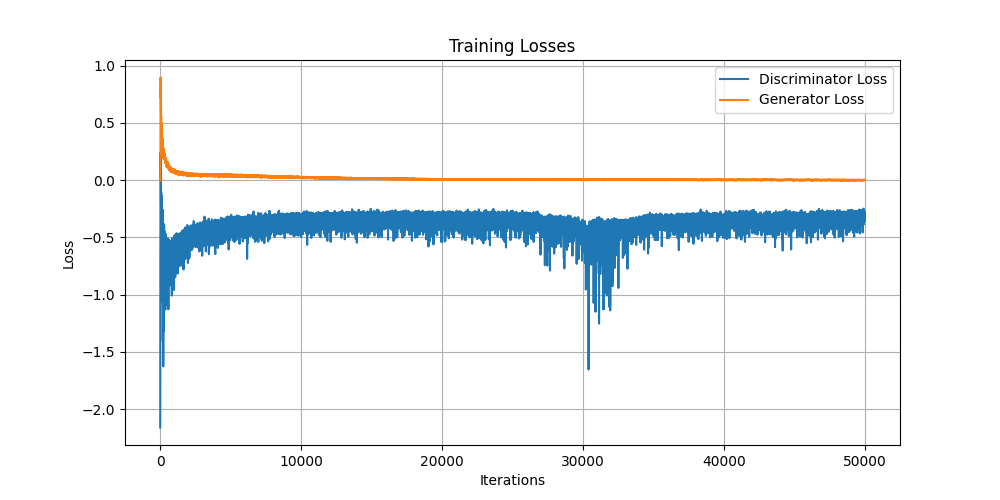 Training Losses
1.0
0.5
0.0
−0.5
−1.0
−1.5
−2.0
Loss
Discriminator Loss
Generator Loss
0 10000 20000 30000 40000 50000
Iterations